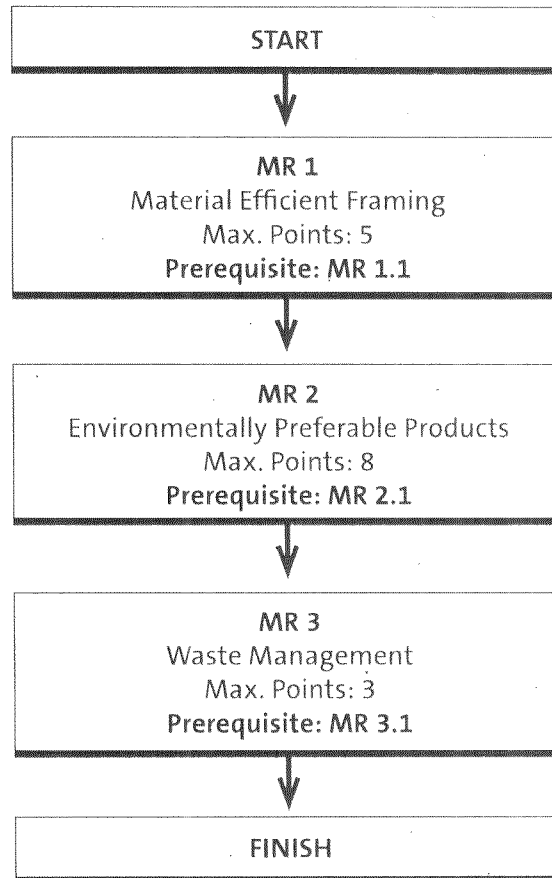 START
MR 1
Material Efficient Framing
Max. Points: 5
Prerequisite: MR 1.1
MR 2
Environmentally Preferable Products
Max. Points: 8
Prerequisite: MR 2.1
MR 3
Waste Management
Max. Points: 3
Prerequisite: MR 3.1
FINISH